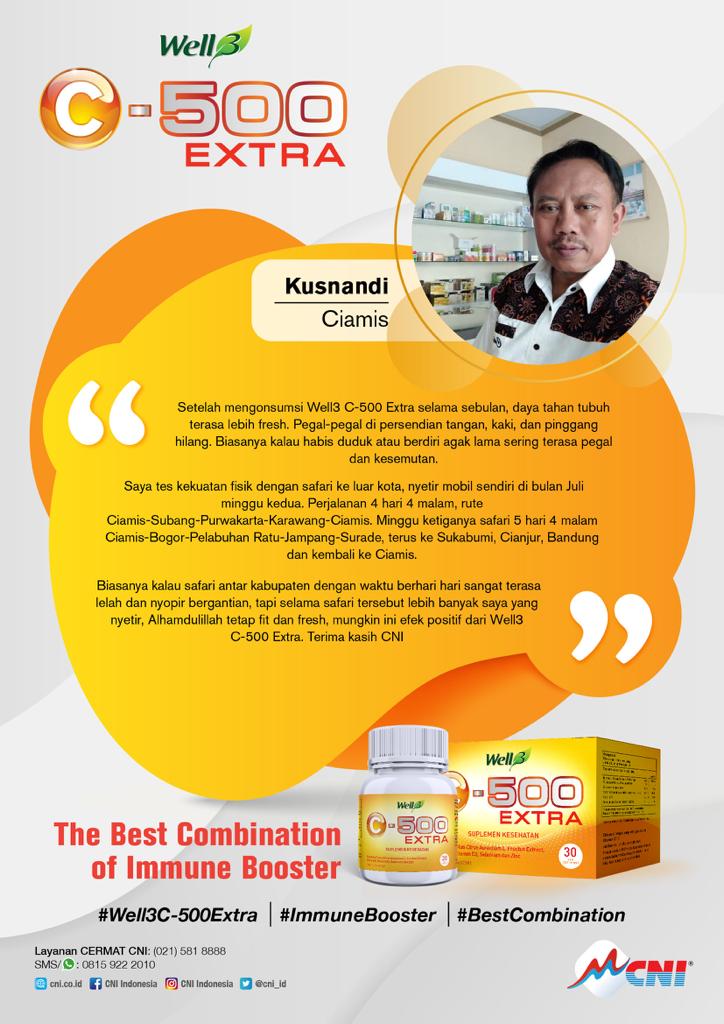 Well3
C-500
EXTRA
Kusnandi
Ciamis
Setelah mengonsumsi Well3 C-500 Extra selama sebulan, daya tahan tubuh
terasa lebih fresh. Pegal-pegal di persendian tangan, kaki, dan pinggang
hilang. Biasanya kalau habis duduk atau berdiri agak lama sering terasa pegal
dan kesemutan.
Saya tes kekuatan fisik dengan safari ke luar kota, nyetir mobil sendiri di bulan Juli
minggu kedua. Perjalanan 4 hari 4 malam, rute
Ciamis-Subang-Purwakarta-Karawang-Ciamis. Minggu ketiganya safari 5 hari 4 malam
Ciamis-Bogor-Pelabuhan Ratu-Jampang-Surade, terus ke Sukabumi, Cianjur, Bandung
dan kembali ke Ciamis.
Biasanya kalau safari antar kabupaten dengan waktu berhari hari sangat terasa
lelah dan nyopir bergantian, tapi selama safari tersebut lebih banyak saya yang
nyetir, Alhamdulillah tetap fit dan fresh, mungkin ini efek positif dari Well3
C-500 Extra. Terima kasih CNI
Well3
C-500
EXTRA
SUPLEMEN KESEHATAN
30
Well3
C-500
EXTRA
SUPLEMEN KESEHATAN
30
The Best Combination
of Immune Booster
#Well3C-500Extra | #ImmuneBooster | #BestCombination
Layanan CERMAT CNI: (021) 581 8888
SMS/ : 0815 922 2010
cni.co.id CNI Indonesia CNI Indonesia @cni_id
CNI®